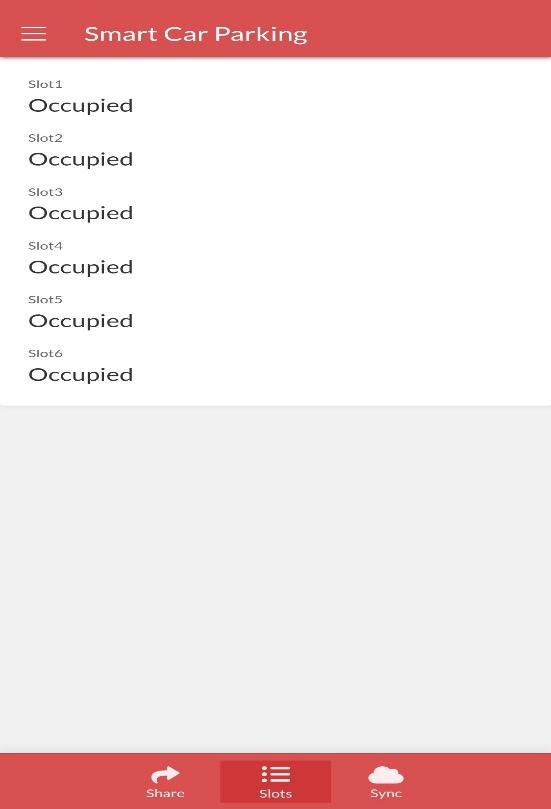 Smart Car Parking
Slot1
Occupied
Slot2
Occupied
Slot3
Occupied
Slot4
Occupied
Slot5
Occupied
Slot6
Occupied
Share
Slots
Sync